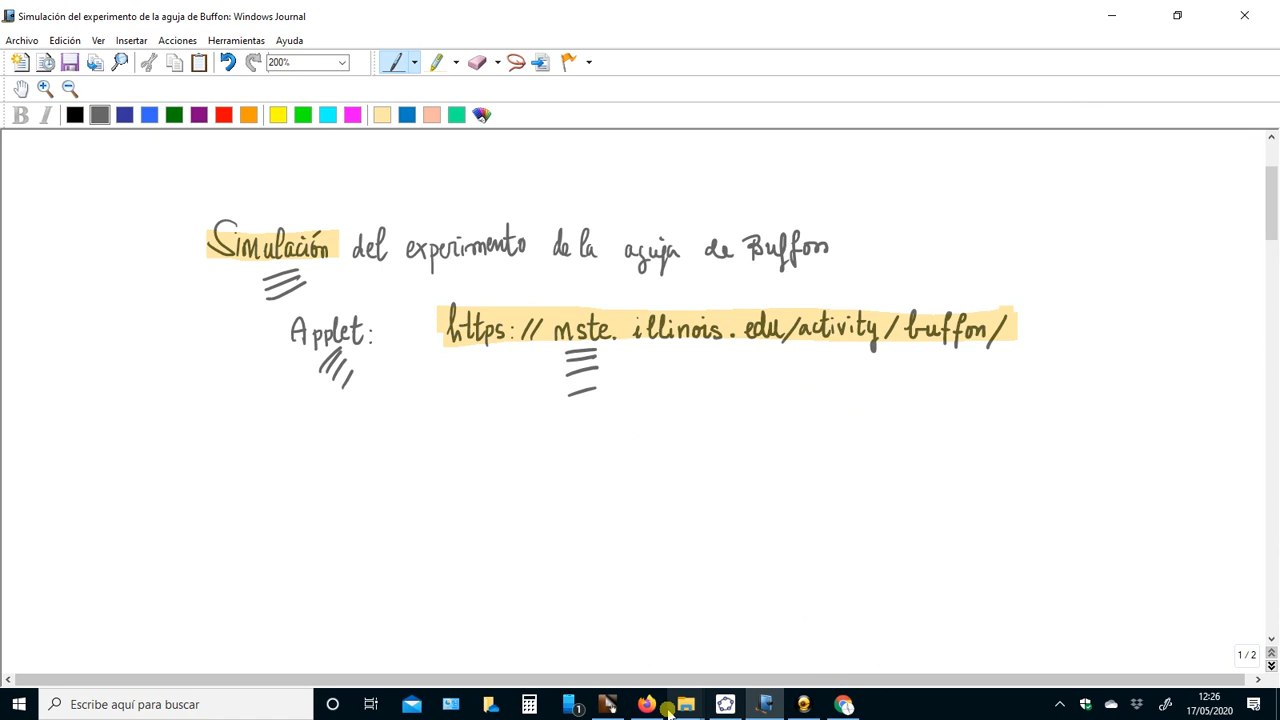 Simulación del experimento de la aguja de Buffon: Windows Journal
Archivo Edición Ver Insertar Acciones Herramientas Ayuda
200%
B I
Simulación del experimento de la aguja de Buffon
Applet: https://mste.illinois.edu/activity/buffon/
1 / 2
Escribe aquí para buscar
1
12:26
17/05/2020